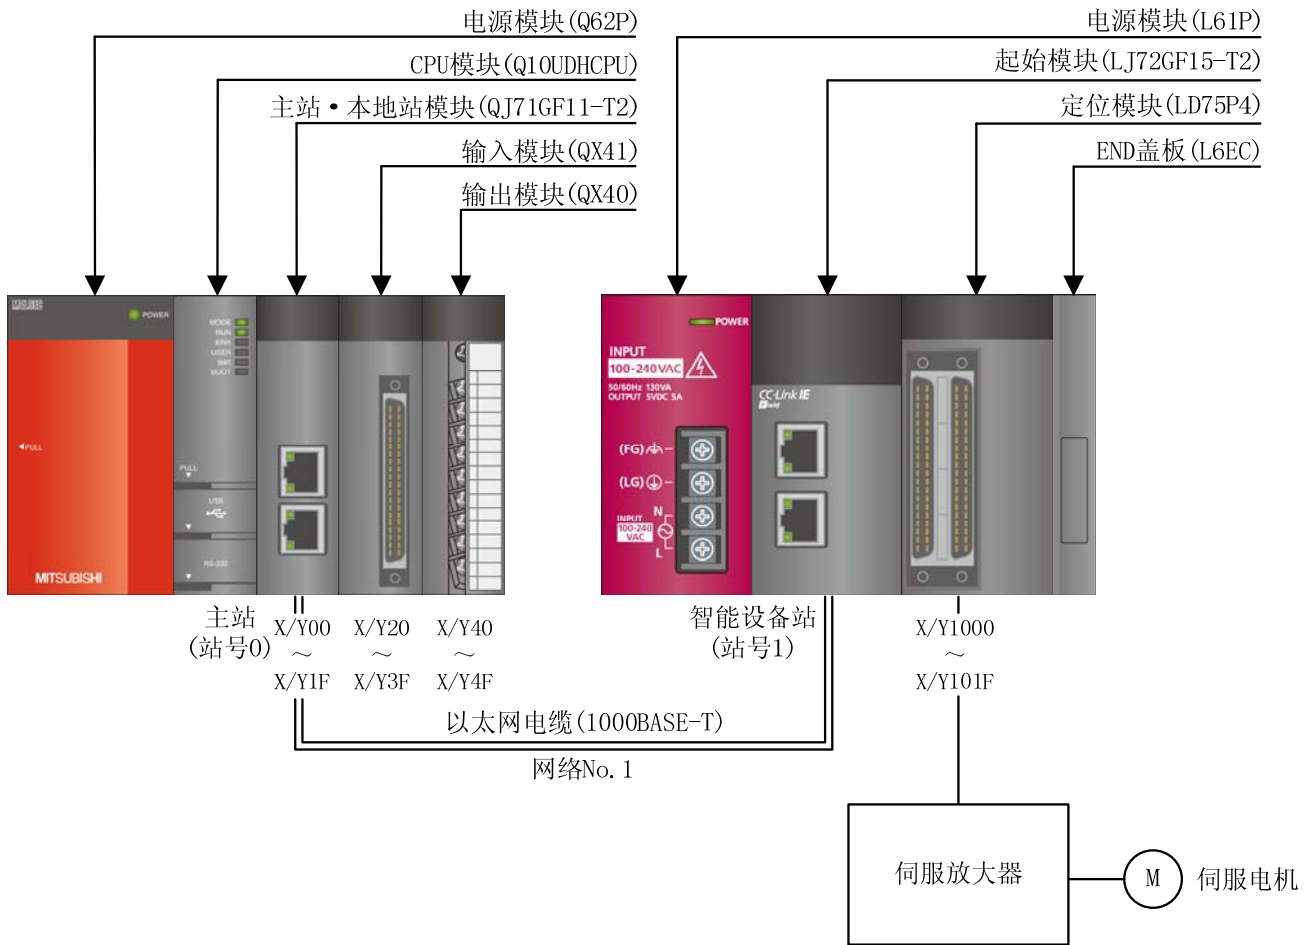 电源模块(Q62P)
CPU模块(Q10UDHCPU)
主站·本地站模块(QJ71GF11-T2)
输入模块(QX41)
输出模块(QX40)
电源模块(L61P)
起始模块(LJ72GF15-T2)
定位模块(LD75P4)
END盖板(L6EC)
MELSEC
POWER
MODE
RUN
ERR
USER
BAT
BOOT
PULL
PULL
USB
RS-232
MITSUBISHI
POWER
INPUT
100-240VAC
50/60Hz 130VA
OUTPUT 5VDC 5A
(FG)
(LG)
INPUT
100-240
VAC
N
L
CC-Link IE
Field
主站
(站号0)
X/Y00
~
X/Y1F
X/Y20
~
X/Y3F
X/Y40
~
X/Y4F
智能设备站
(站号1)
X/Y1000
~
X/Y101F
以太网电缆(1000BASE-T)
网络No.1
伺服放大器
M
伺服电机